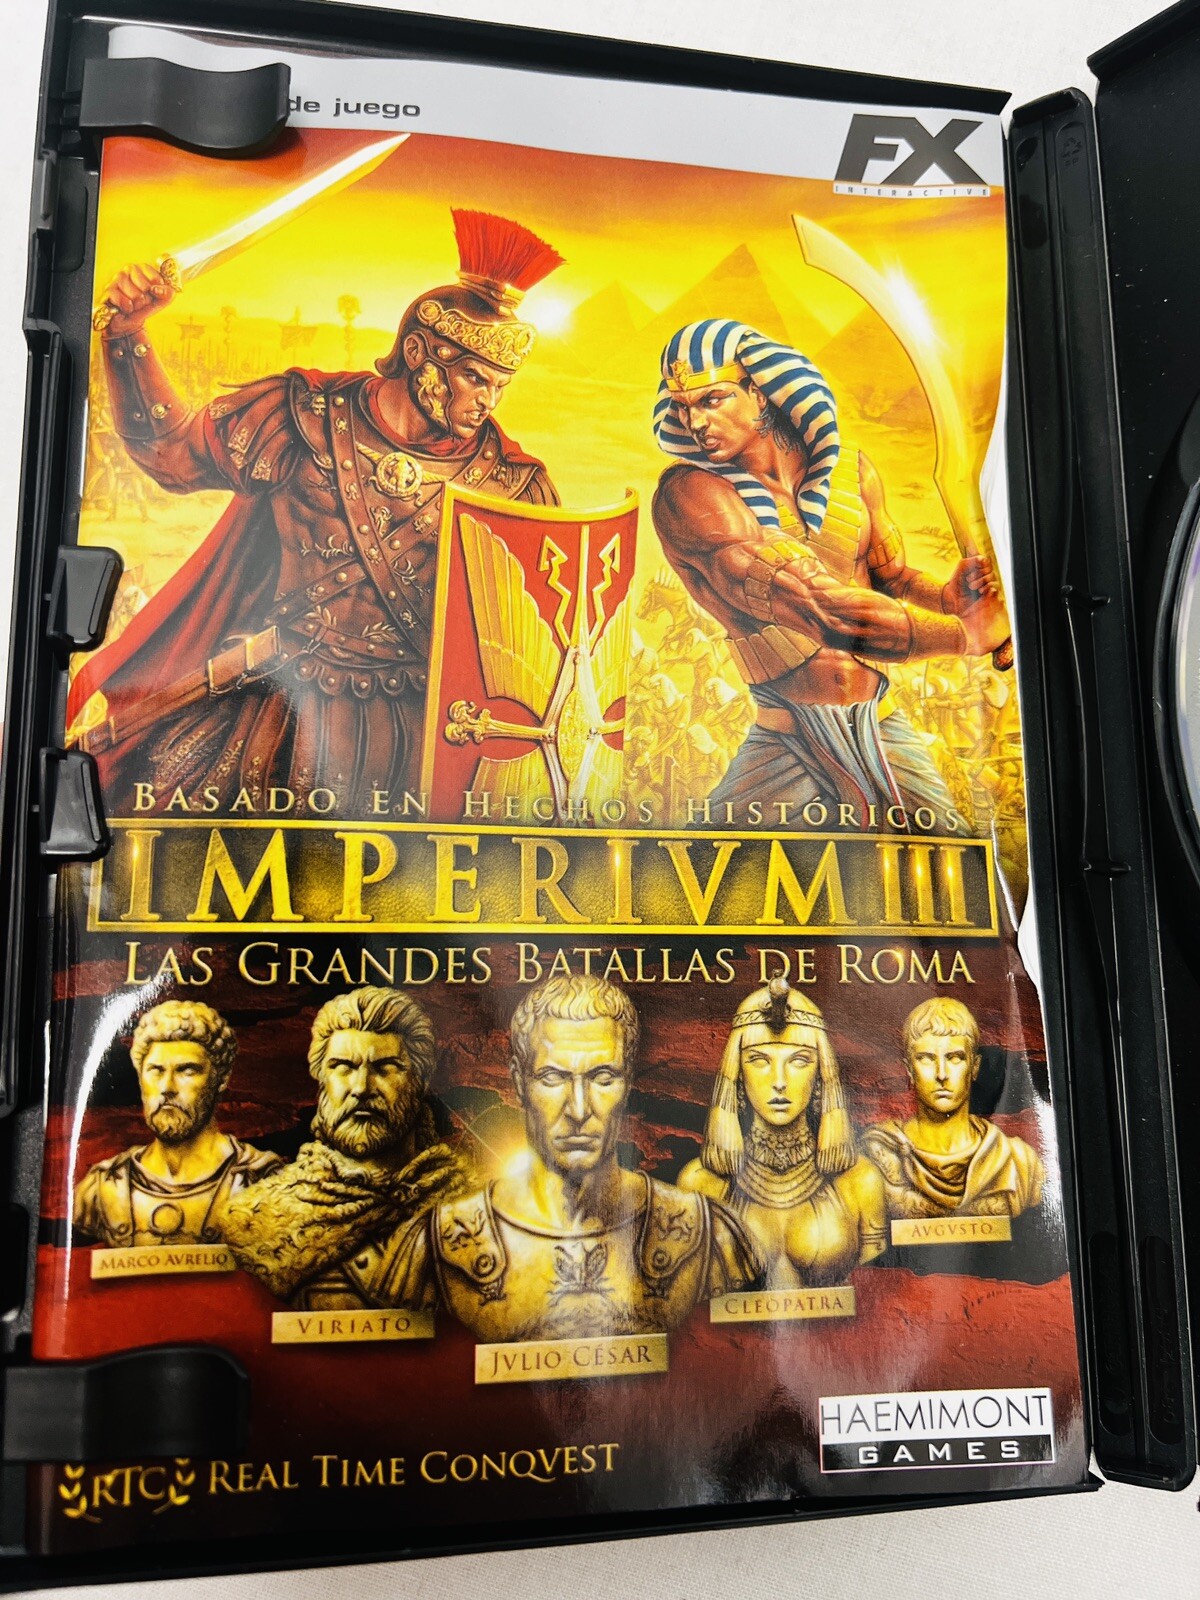 de juego
FX
INTERACTIVE
BASADO EN HECHOS HISTÓRICOS
IMPERIVM III
LAS GRANDES BATALLAS DE ROMA
MARCO AVRELIO
VIRIATO
JVLIO CÉSAR
CLEOPATRA
AVGVSTO
HAEMIMONT
GAMES
RTC REAL TIME CONQVEST